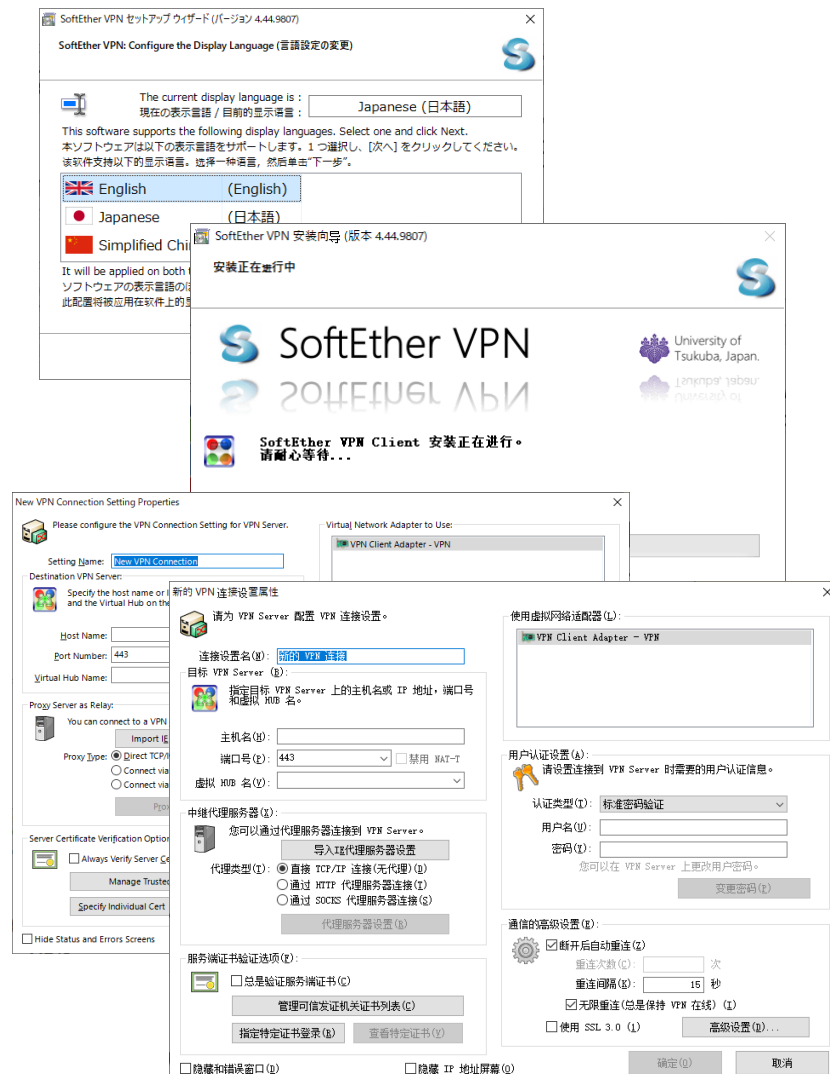 SoftEther VPN セットアップ ウィザード (バージョン 4.44.9807)
SoftEther VPN: Configure the Display Language (言語設定の変更)
The current display language is :
現在の表示言語 / 目前的显示语言 :
Japanese (日本語)
This software supports the following display languages. Select one and click Next.
本ソフトウェアは以下の表示言語をサポートします。1 つ選択し、[次へ] をクリックしてください。
该软件支持以下的显示语言。选择一种语言，然后单击“下一步”。
English (English)
Japanese (日本語)
Simplified Chi
It will be applied on both
ソフトウェアの表示言語の
此配置将被应用在软件上的
SoftEther VPN 安装向导 (版本 4.44.9807)
安装正在进行中
SoftEther VPN
University of
Tsukuba, Japan.
SoftEther VPN Client 安装正在进行。
请耐心等待...
New VPN Connection Setting Properties
Please configure the VPN Connection Setting for VPN Server.
Setting Name: New VPN Connection
Destination VPN Server:
Specify the host name or
and the Virtual Hub on the
Host Name:
Port Number: 443
Virtual Hub Name:
Proxy Server as Relay:
You can connect to a VPN
Import IE
Proxy Type: Direct TCP/
Connect via
Connect via
Server Certificate Verification Option
Always Verify Server Ce
Manage Trusted
Specify Individual Cert
Hide Status and Errors Screens
Virtual Network Adapter to Use:
VPN Client Adapter - VPN
新的 VPN 连接设置属性
请为 VPN Server 配置 VPN 连接设置。
连接设置名(N): 新的 VPN 连接
目标 VPN Server (B):
指定目标 VPN Server 上的主机名或 IP 地址，端口号
和虚拟 HUB 名。
主机名(H):
端口号(P): 443 禁用 NAT-T
虚拟 HUB 名(V):
中继代理服务器(X):
您可以通过代理服务器连接到 VPN Server。
导入IE代理服务器设置
代理类型(T): 直接 TCP/IP 连接(无代理)(D)
通过 HTTP 代理服务器连接(T)
通过 SOCKS 代理服务器连接(S)
代理服务器设置(R)
服务端证书验证选项(F):
总是验证服务端证书(C)
管理可信发证机关证书列表(C)
指定特定证书登录(R) 查看特定证书(Y)
隐藏和错误窗口(D) 隐藏 IP 地址屏幕(O)
使用虚拟网络适配器(L):
VPN Client Adapter - VPN
用户认证设置(A):
请设置连接到 VPN Server 时需要的用户认证信息。
认证类型(T): 标准密码验证
用户名(U):
密码(Y):
您可以在 VPN Server 上更改用户密码。
变更密码(P)
通信的高级设置(E):
断开后自动重连(Z)
重连次数(C): 次
重连间隔(K): 15 秒
无限重连(总是保持 VPN 在线) (I)
使用 SSL 3.0 (1) 高级设置(D)...
确定(O) 取消